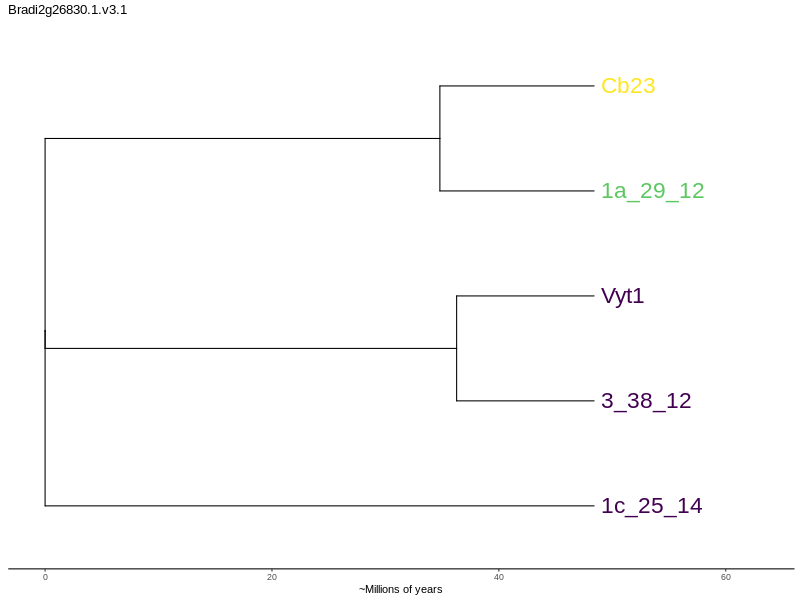 Bradi2g26830.1.v3.1
Cb23
1a_29_12
Vyt1
3_38_12
1c_25_14
0 20 40 60
~Millions of years